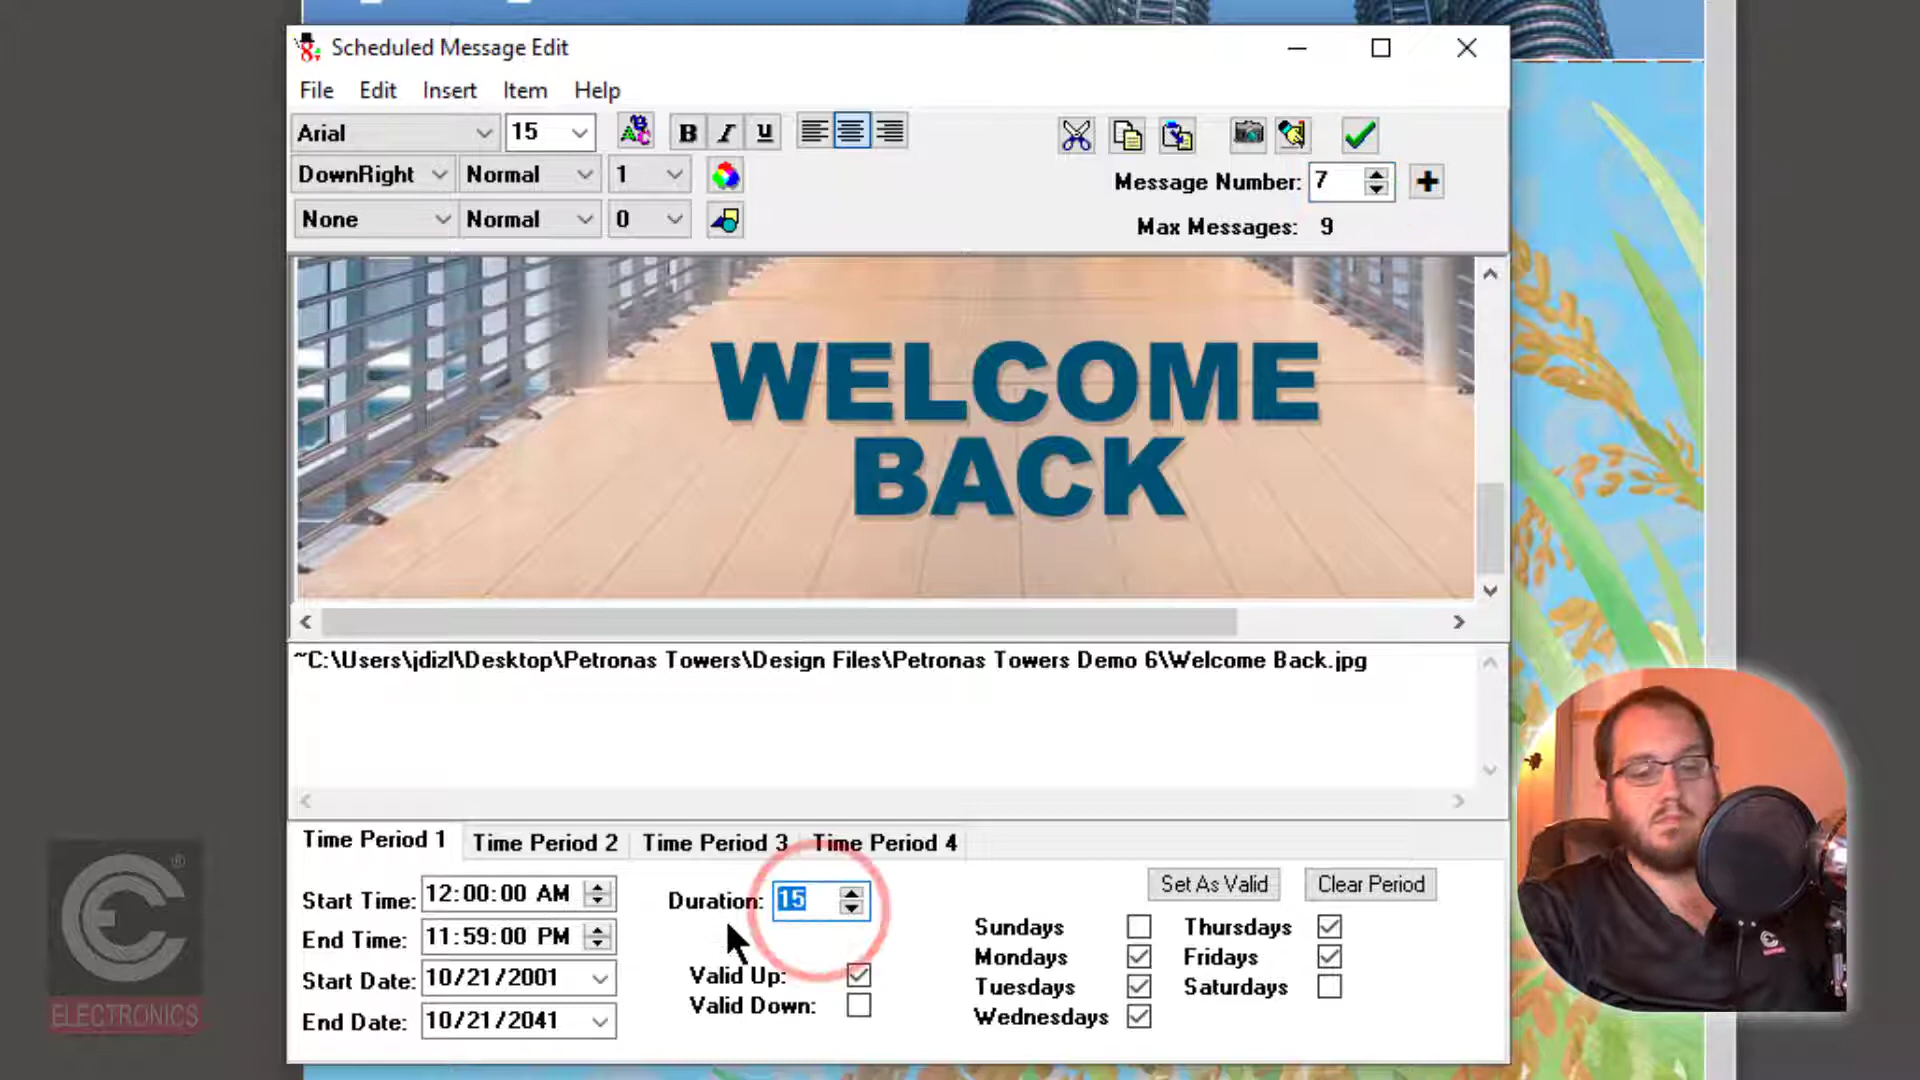 Scheduled Message Edit
File Edit Insert Item Help
Arial 15 B I U
DownRight Normal 1
Message Number: 7
None Normal 0
Max Messages: 9
WELCOME
BACK
~C:\Users\jdizl\Desktop\Petronas Towers\Design Files\Petronas Towers Demo 6\Welcome Back.jpg
Time Period 1 Time Period 2 Time Period 3 Time Period 4
Start Time: 12:00:00 AM Duration: 15 Set As Valid Clear Period
End Time: 11:59:00 PM Sundays Thursdays
Mondays Fridays
Start Date: 10/21/2001 Valid Up: Tuesdays Saturdays
End Date: 10/21/2041 Valid Down: Wednesdays
CE
ELECTRONICS